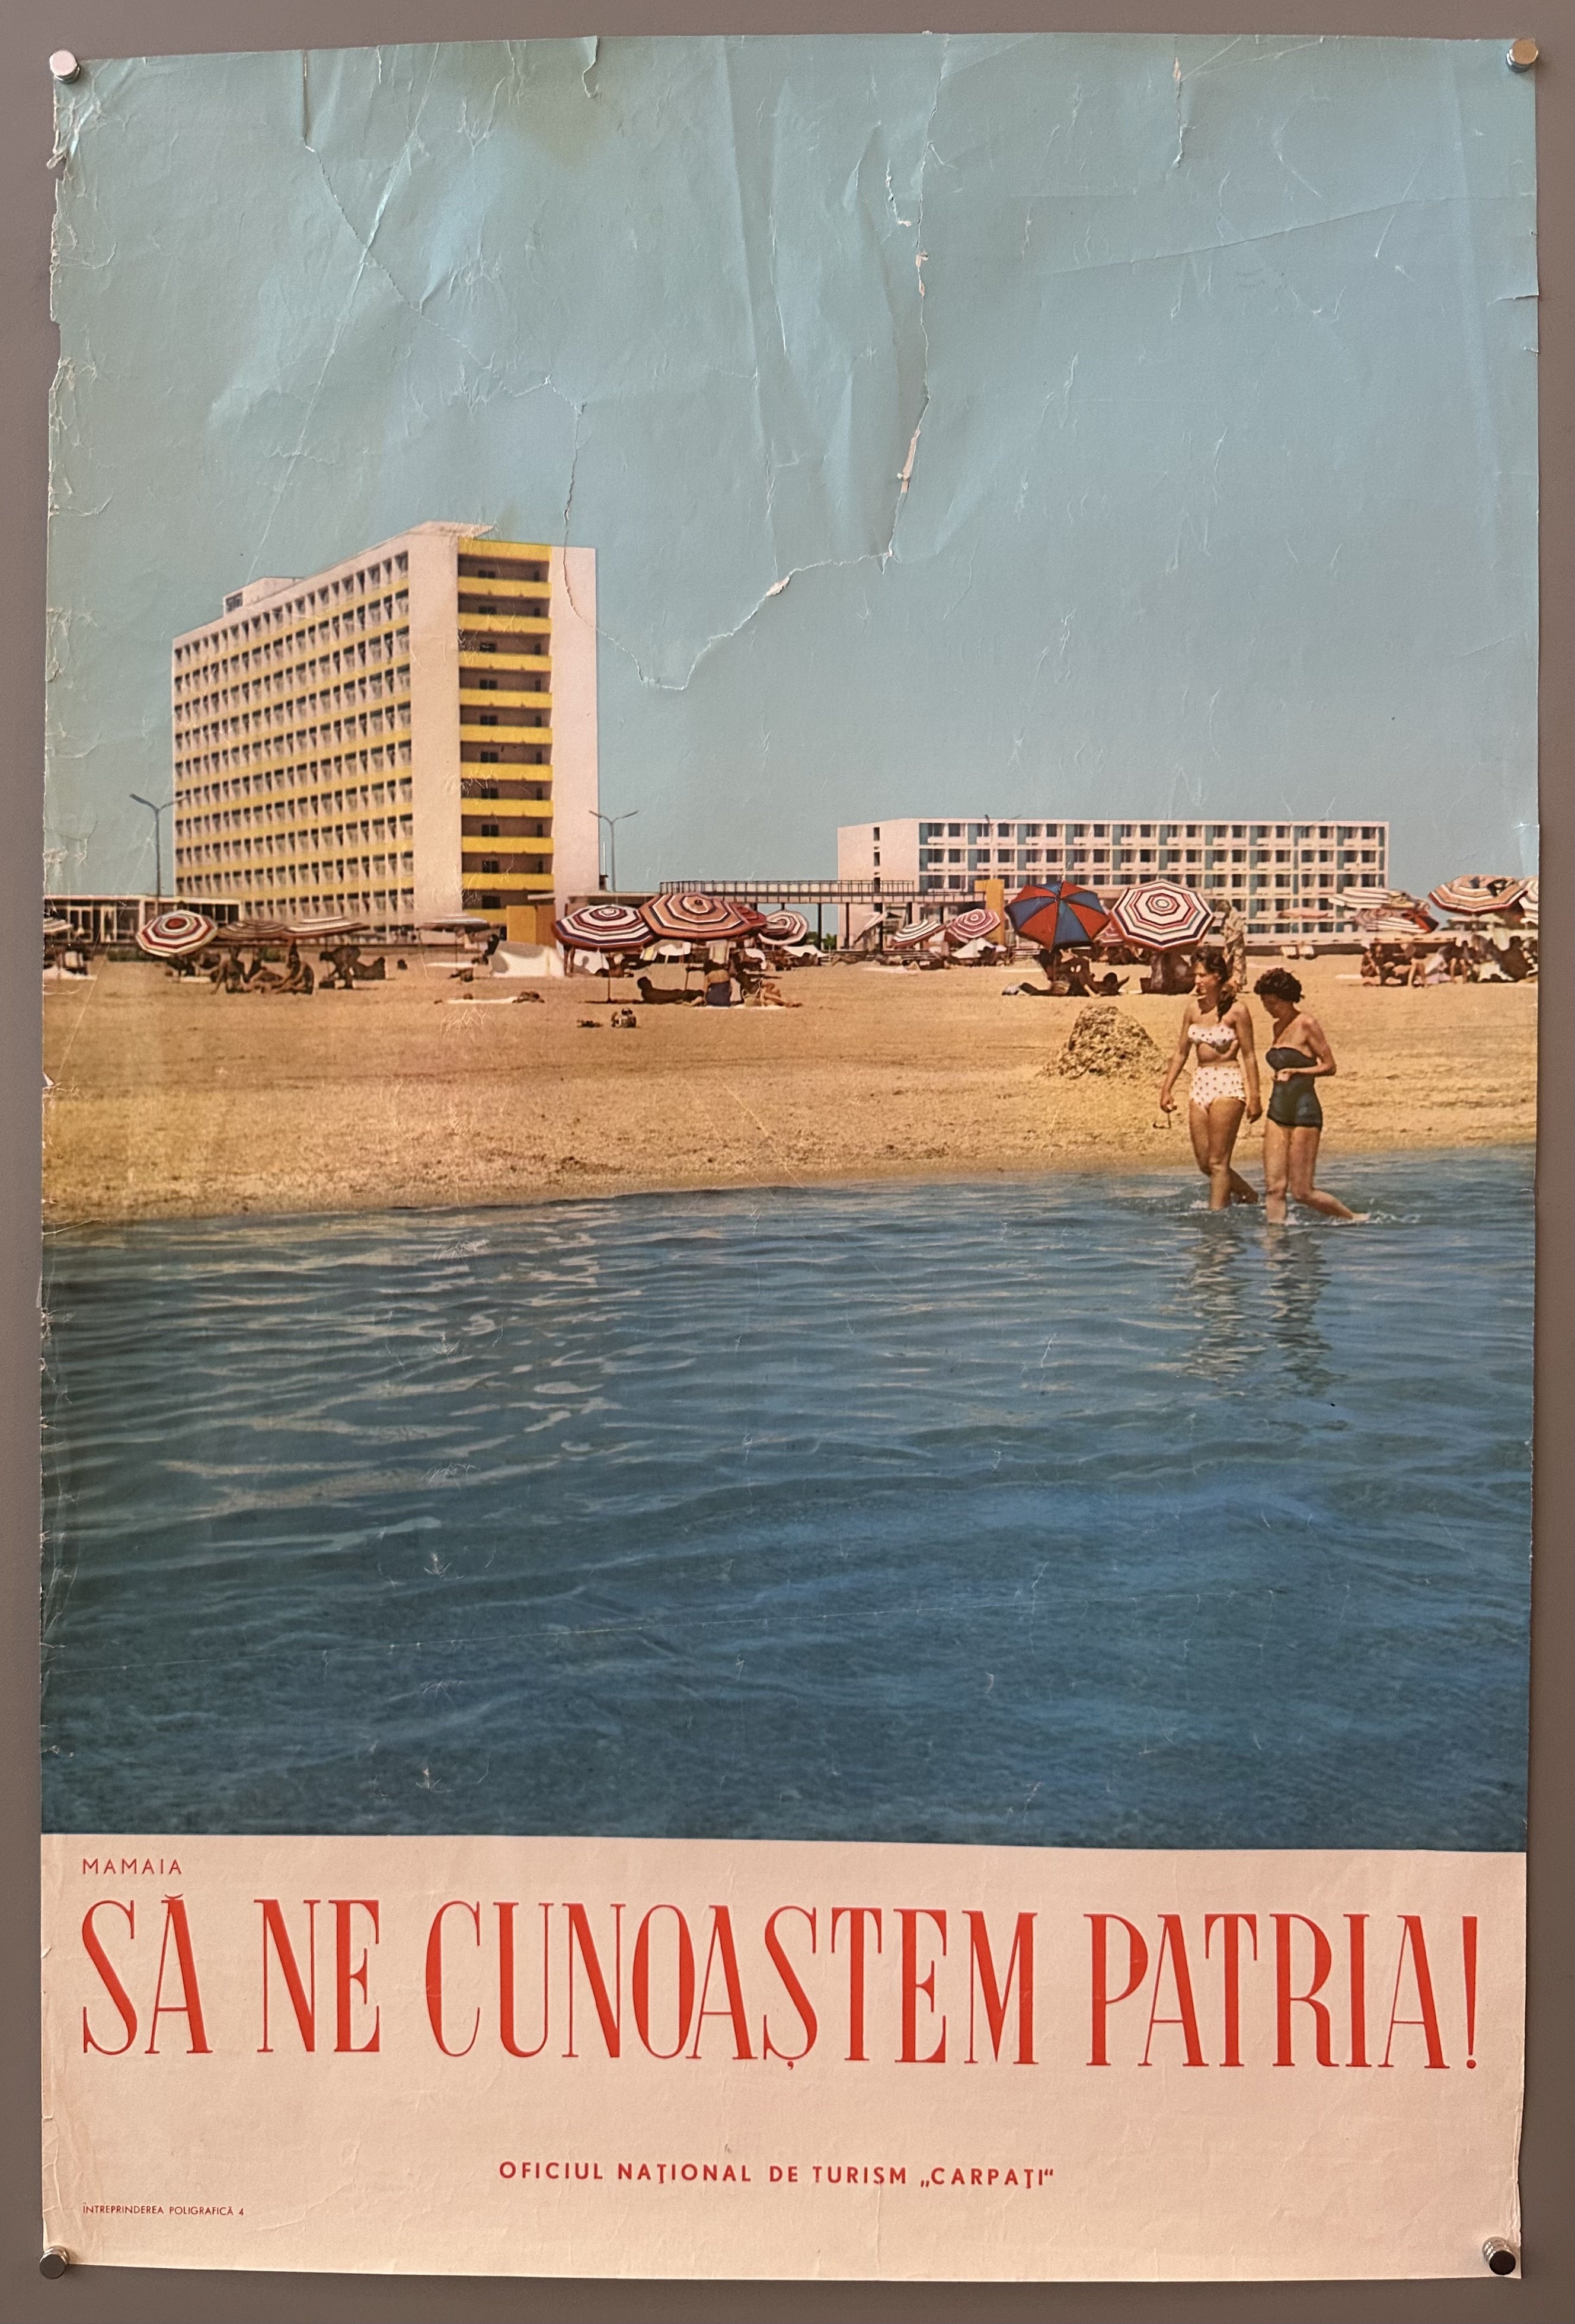 MAMAIA
SĂ NE CUNOAȘTEM PATRIA!
OFICIUL NAȚIONAL DE TURISM „CARPAȚI“
ÎNTREPRINDEREA POLIGRAFICĂ 4